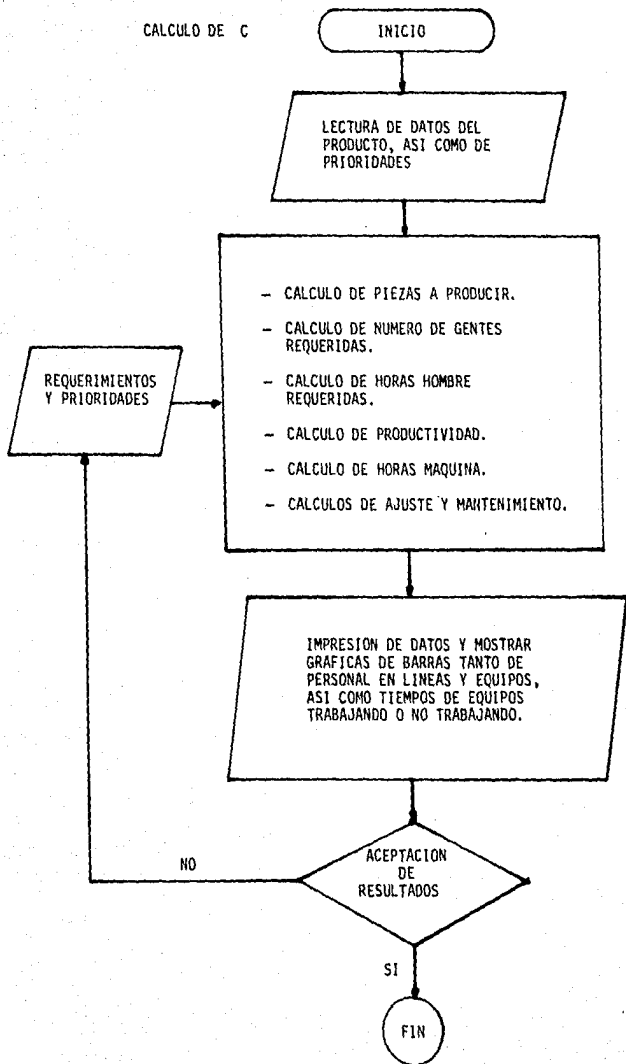 CALCULO DE C
INICIO
LECTURA DE DATOS DEL
PRODUCTO, ASI COMO DE
PRIORIDADES
- CALCULO DE PIEZAS A PRODUCIR.
- CALCULO DE NUMERO DE GENTES
REQUERIDAS.
- CALCULO DE HORAS HOMBRE
REQUERIDAS.
- CALCULO DE PRODUCTIVIDAD.
- CALCULO DE HORAS MAQUINA.
- CALCULOS DE AJUSTE Y MANTENIMIENTO.
REQUERIMIENTOS
Y PRIORIDADES
IMPRESION DE DATOS Y MOSTRAR
GRAFICAS DE BARRAS TANTO DE
PERSONAL EN LINEAS Y EQUIPOS,
ASI COMO TIEMPOS DE EQUIPOS
TRABAJANDO O NO TRABAJANDO.
ACEPTACION
DE
RESULTADOS
NO
SI
FIN